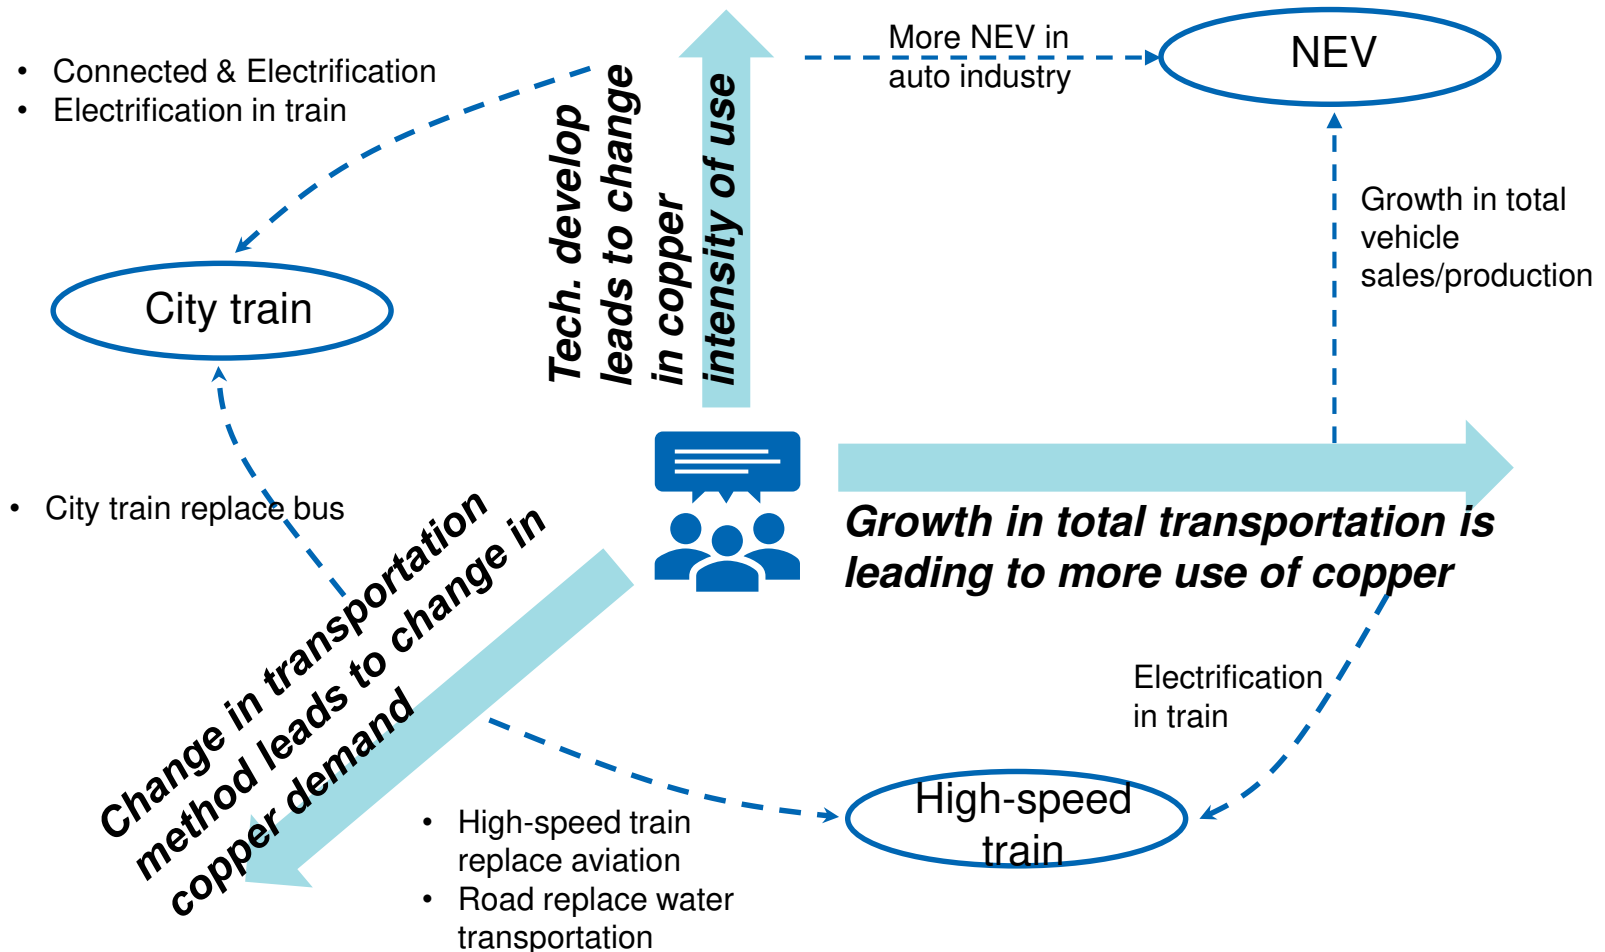 • Connected & Electrification
• Electrification in train
Tech. develop
leads to change
in copper
intensity of use
More NEV in
auto industry
NEV
Growth in total
vehicle
sales/production
City train
• City train replace bus
Growth in total transportation is
leading to more use of copper
Change in transportation
method leads to change in
copper demand
Electrification
in train
High-speed
train
• High-speed train
replace aviation
• Road replace water
transportation